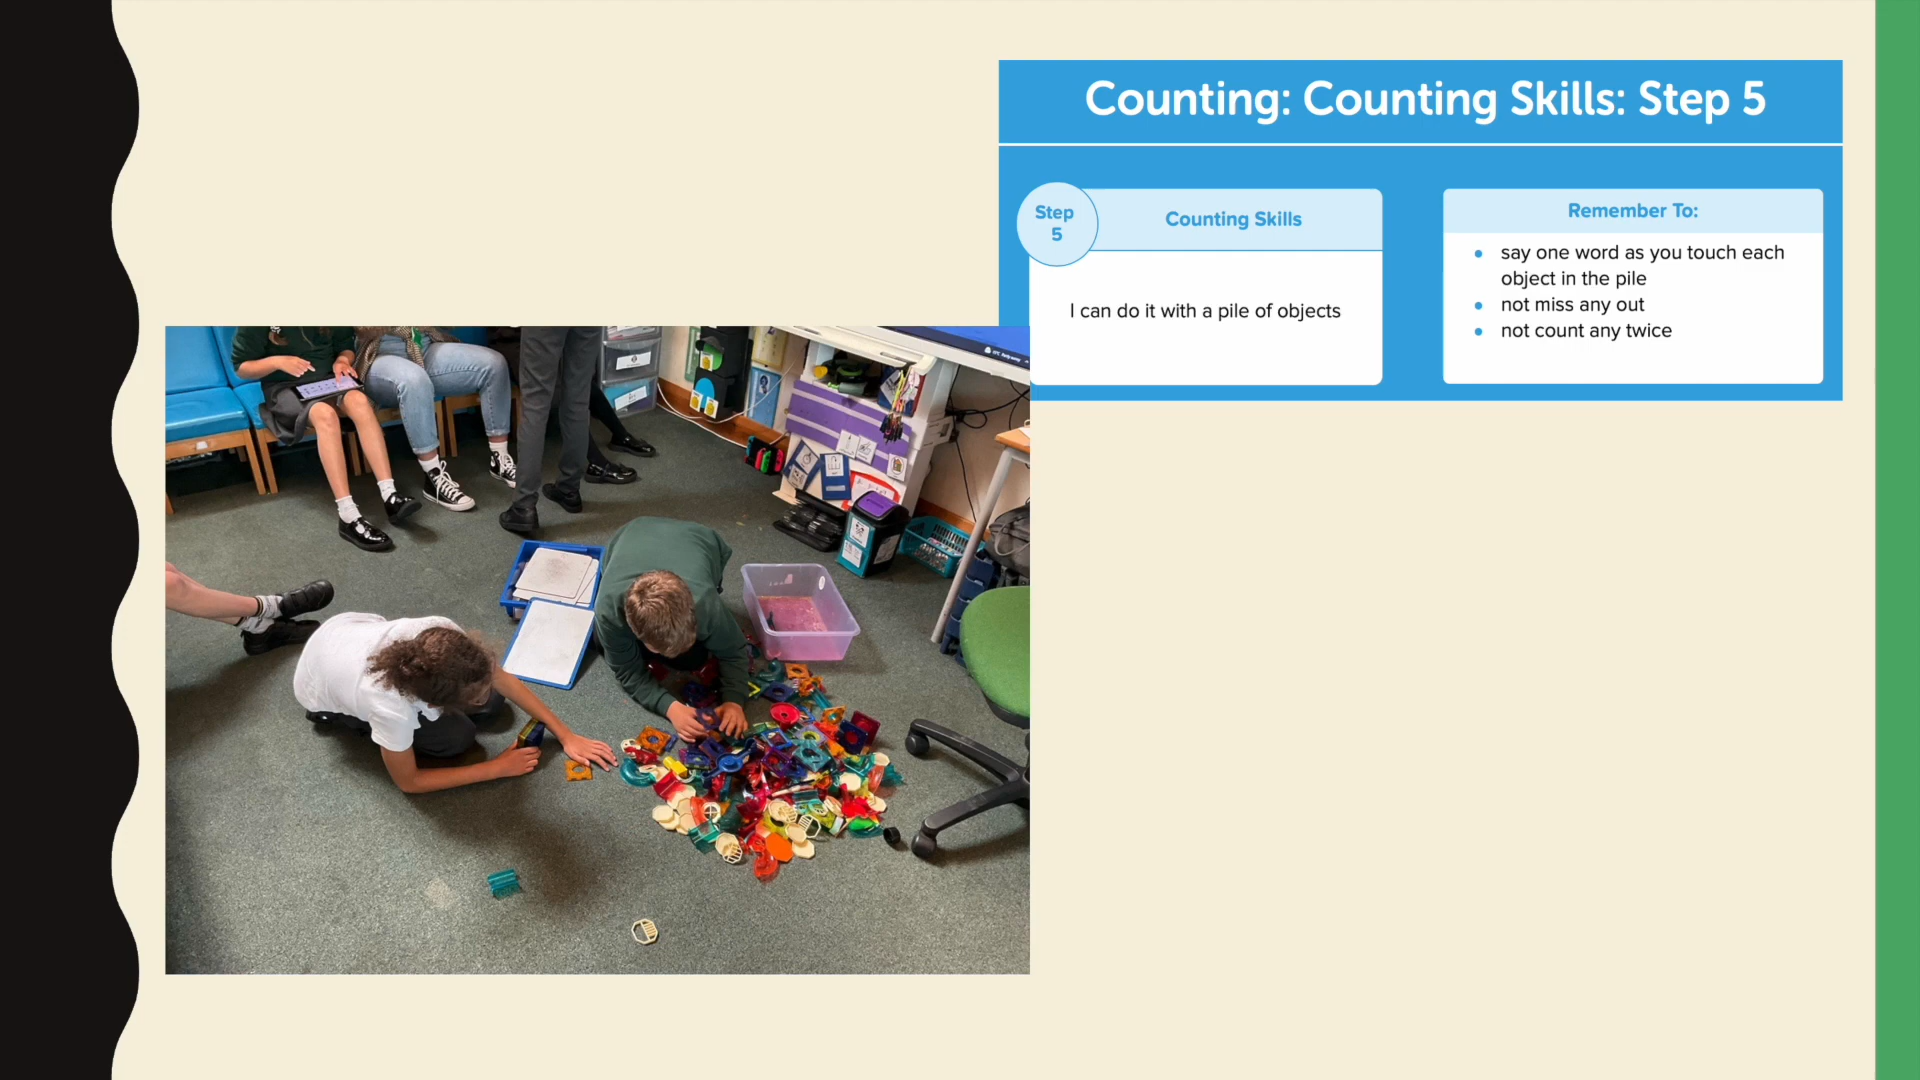 Counting: Counting Skills: Step 5
Step
5
Counting Skills
I can do it with a pile of objects
Remember To:
• say one word as you touch each
object in the pile
• not miss any out
• not count any twice